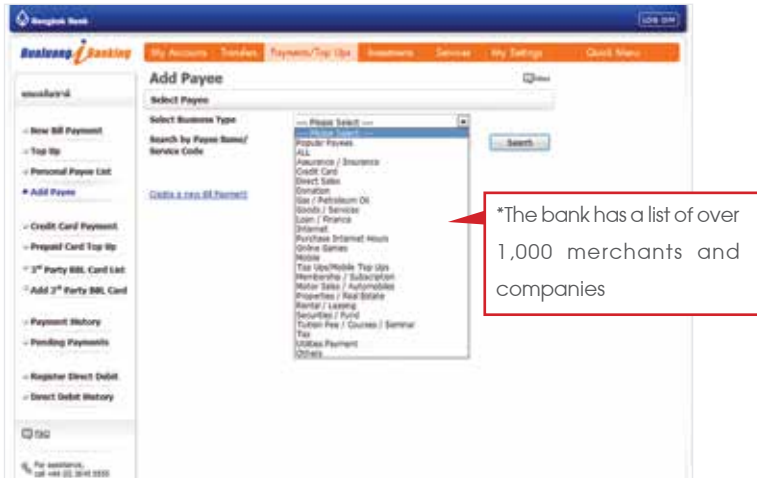 Bangkok Bank
LOG OFF
Bualuang iBanking
My Accounts Transfers Payments/Top Ups Investment Services My Settings Quick Menu
Add Payee
Select Payee
Select Business Type
--- Please Select ---
Search by Payee Name/
Service Code
Search
Create a new Bill Payment
--- Please Select ---
Popular Payees
ALL
Assurance / Insurance
Credit Card
Direct Sales
Donation
Gas / Petroleum Oil
Goods / Services
Loan / Finance
Internet
Purchase Internet Hours
Online Games
Mobile
Top Ups/Mobile Top Ups
Membership / Subscription
Motor Sales / Automobiles
Properties / Real Estate
Rental / Leasing
Securities / Fund
Tuition Fee / Courses / Seminar
Tax
Utilities Payment
Others
New Bill Payment
Top Up
Personal Payee List
Add Payee
Credit Card Payment
Prepaid Card Top Up
3rd Party BBL Card List
Add 3rd Party BBL Card
Payment History
Pending Payments
Register Direct Debit
Direct Debit History
FAQ
For assistance,
*The bank has a list of over
1,000 merchants and
companies